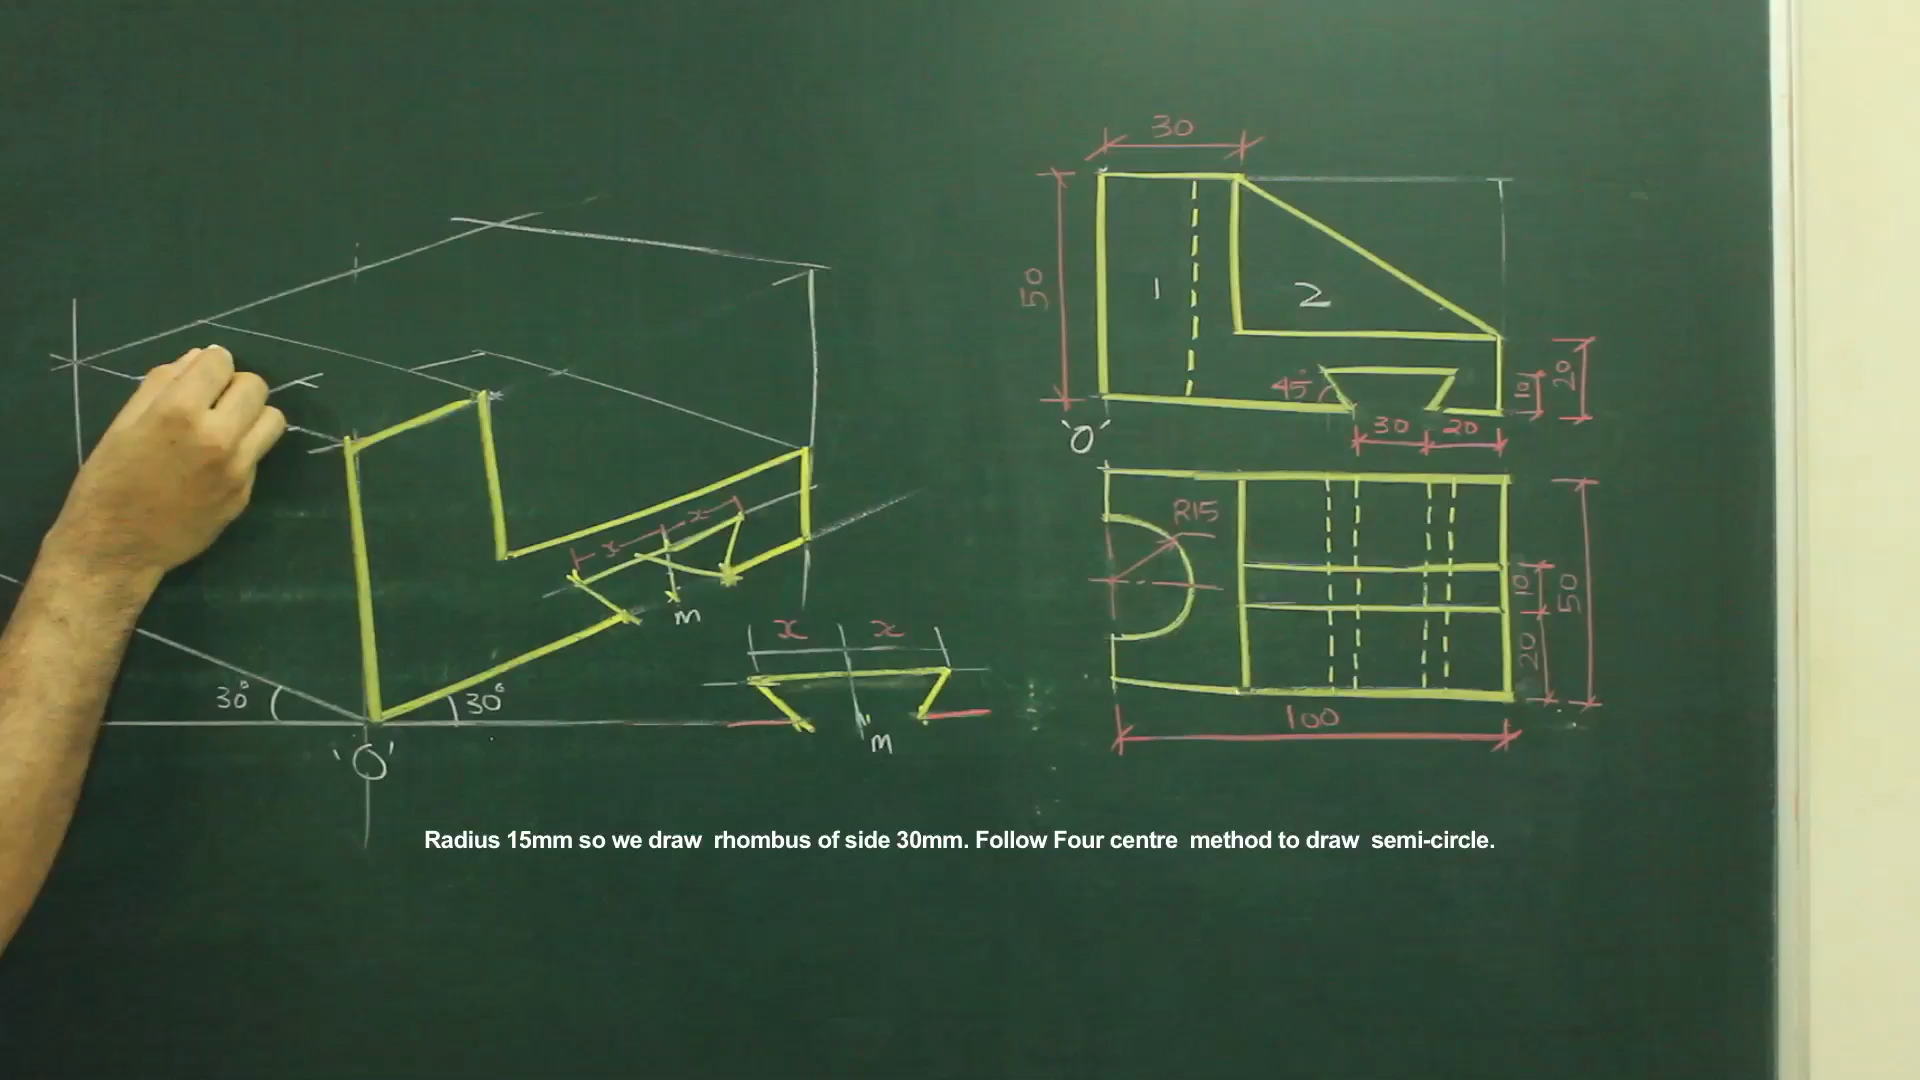 30
50
1
2
45°
10
20
30
20
'O'
R15
10
50
20
100
x
x
m
x
x
m
30°
30°
'O'
Radius 15mm so we draw rhombus of side 30mm. Follow Four centre method to draw semi-circle.